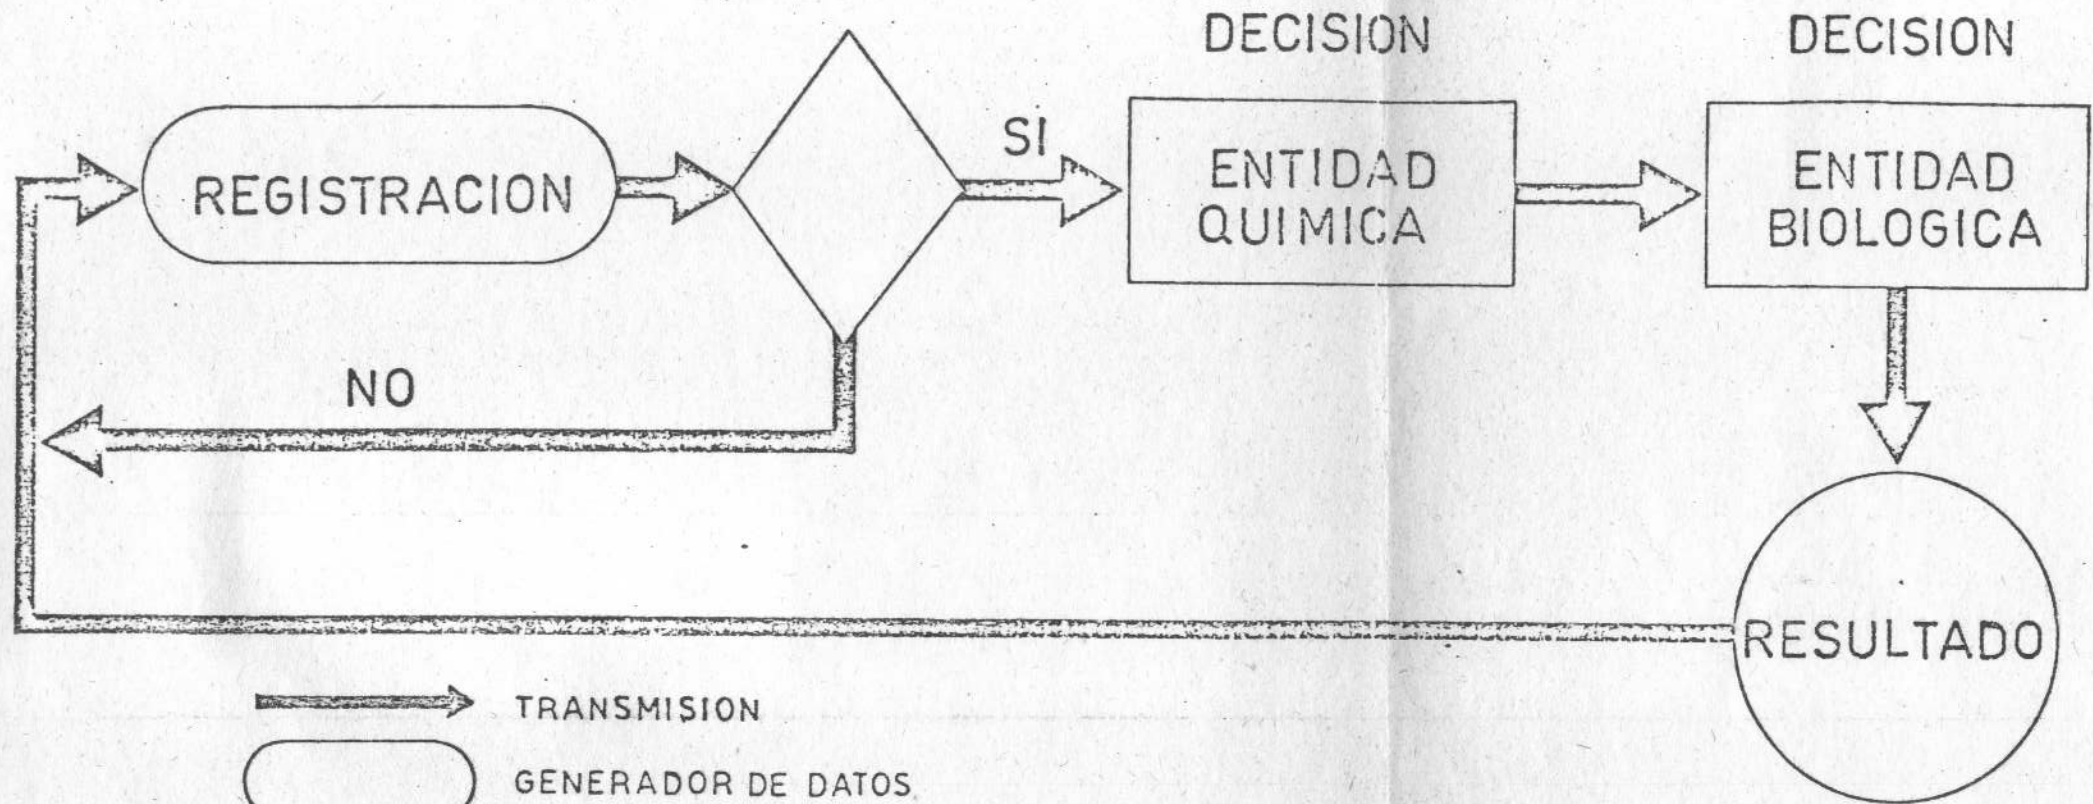 DECISION
DECISION
SI
REGISTRACION
ENTIDAD
QUIMICA
ENTIDAD
BIOLOGICA
NO
RESULTADO
TRANSMISION
GENERADOR DE DATOS